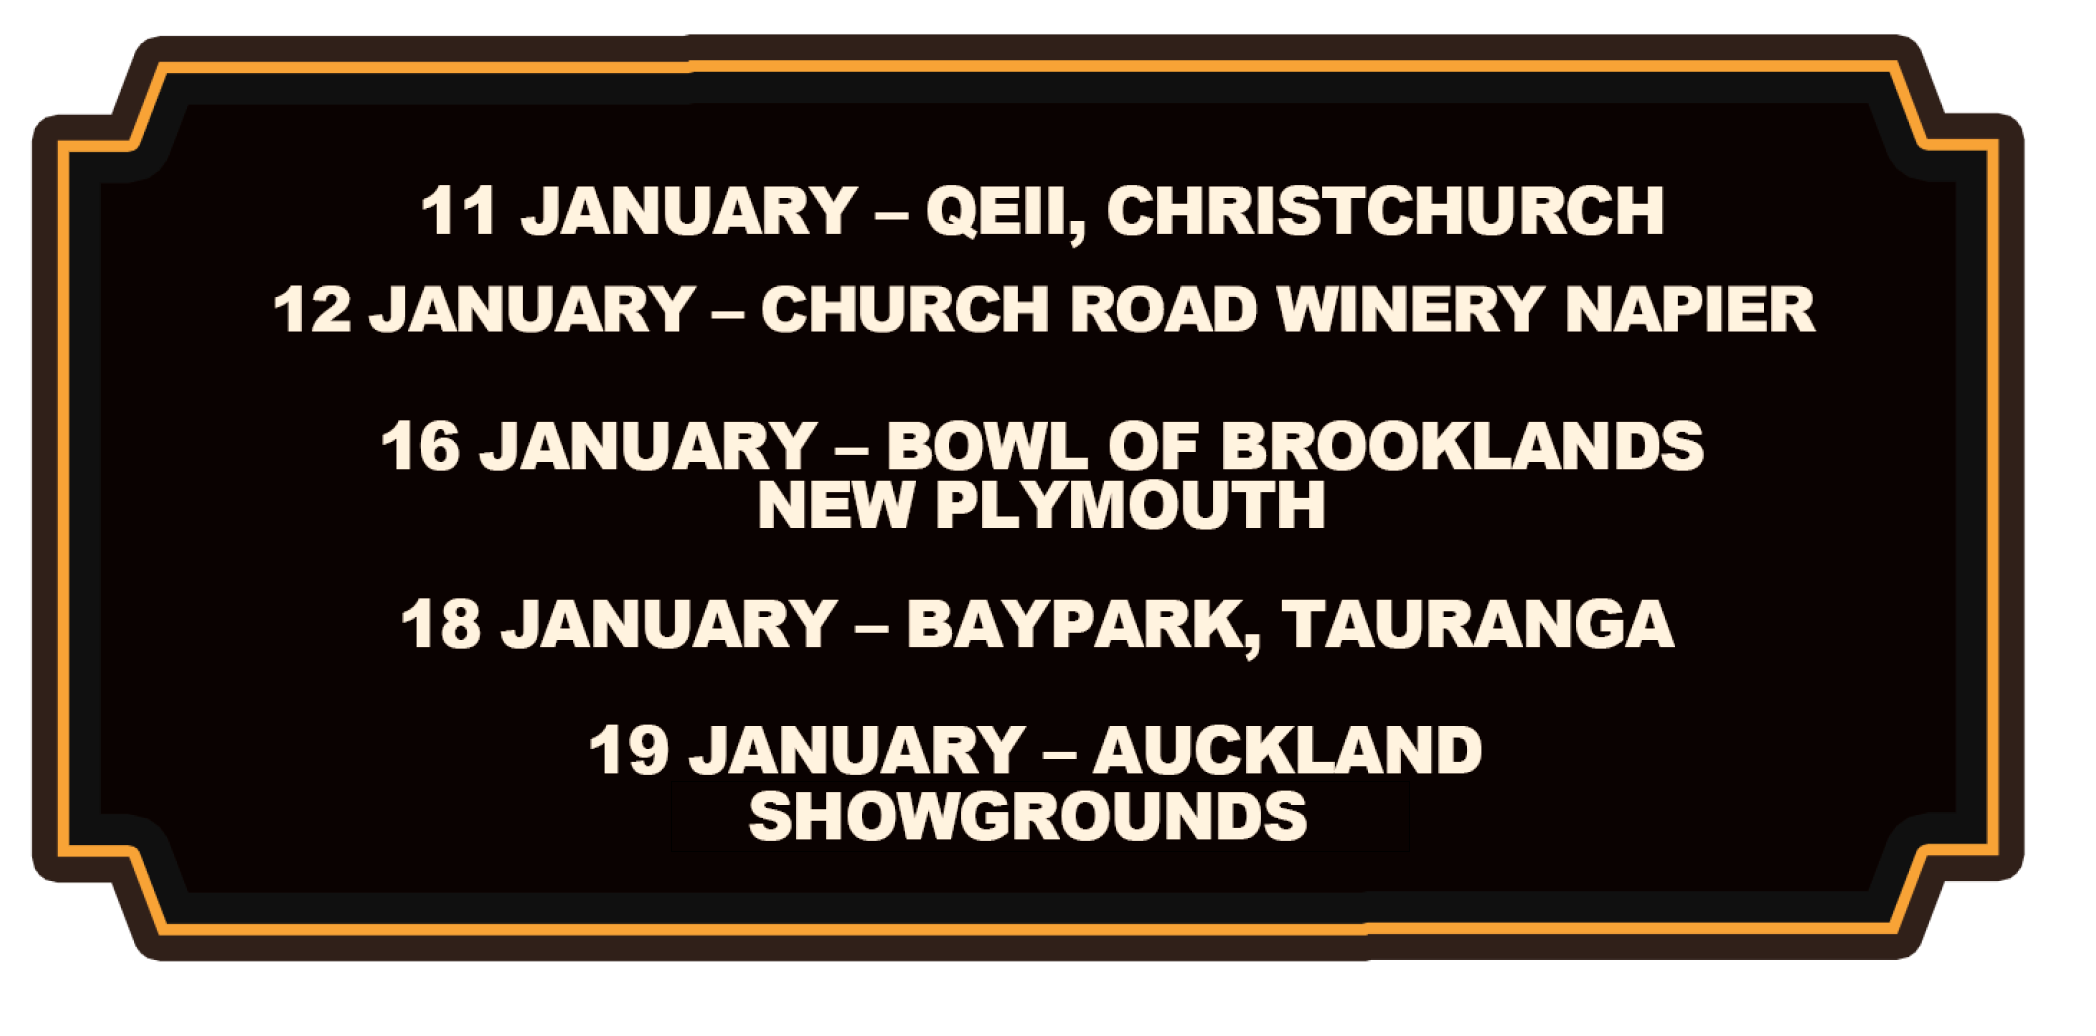 11 JANUARY – QEII, CHRISTCHURCH
12 JANUARY – CHURCH ROAD WINERY NAPIER
16 JANUARY – BOWL OF BROOKLANDS
NEW PLYMOUTH
18 JANUARY – BAYPARK, TAURANGA
19 JANUARY – AUCKLAND
SHOWGROUNDS